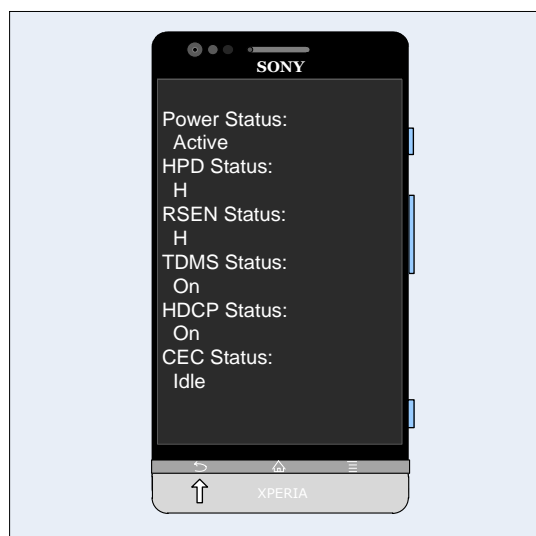 SONY
Power Status:
Active
HPD Status:
H
RSEN Status:
H
TDMS Status:
On
HDCP Status:
On
CEC Status:
Idle
XPERIA